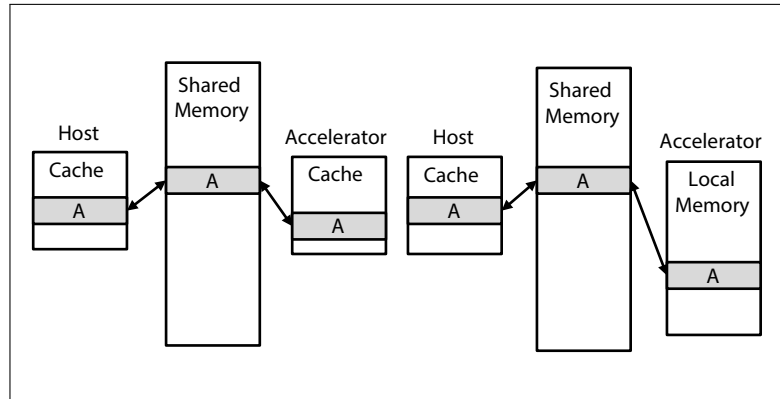 Host
Cache
A
Shared
Memory
A
Accelerator
Cache
A
Host
Cache
A
Shared
Memory
A
Accelerator
Local
Memory
A